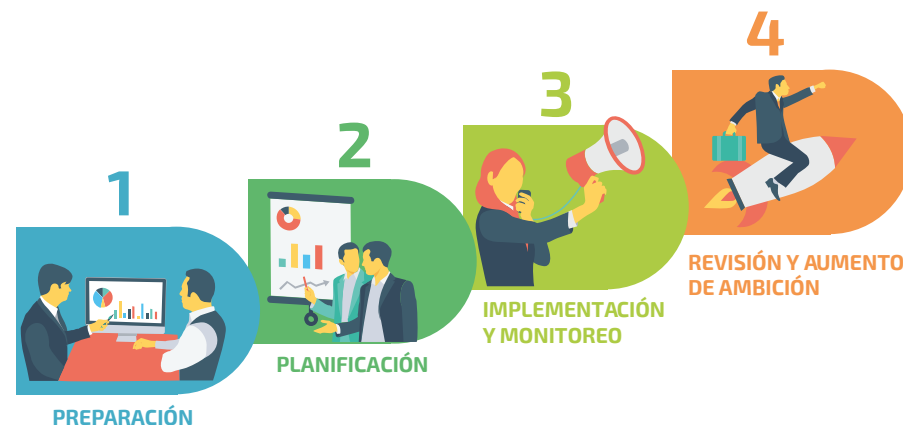 1
PREPARACIÓN
2
PLANIFICACIÓN
3
IMPLEMENTACIÓN
Y MONITOREO
4
REVISIÓN Y AUMENTO
DE AMBICIÓN